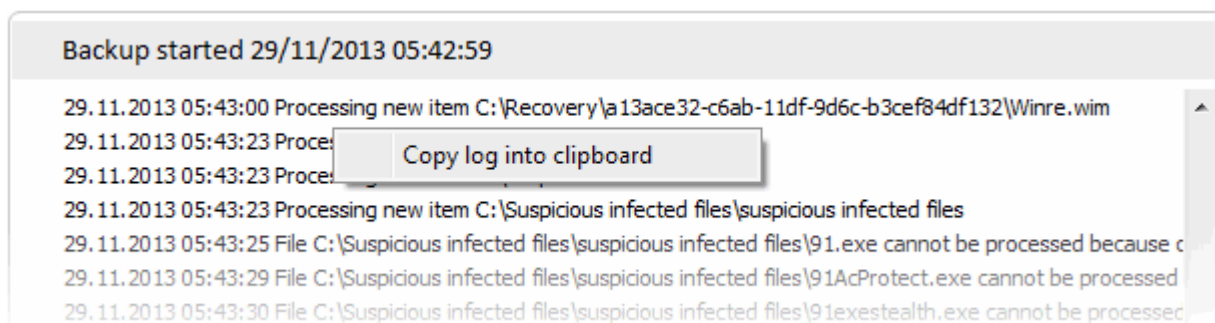 Backup started 29/11/2013 05:42:59
29.11.2013 05:43:00 Processing new item C:\Recovery\a13ace32-c6ab-11df-9d6c-b3cef84df132\Winre.wim
29.11.2013 05:43:23
Copy log into clipboard
29.11.2013 05:43:23
29.11.2013 05:43:23 Processing new item C:\Suspicious infected files\suspicious infected files
29.11.2013 05:43:25 File C:\Suspicious infected files\suspicious infected files\91.exe cannot be processed because
29.11.2013 05:43:29 File C:\Suspicious infected files\suspicious infected files\91AcProtect.exe cannot be processed
29.11.2013 05:43:30 File C:\Suspicious infected files\suspicious infected files\91exestealth.exe cannot be processed